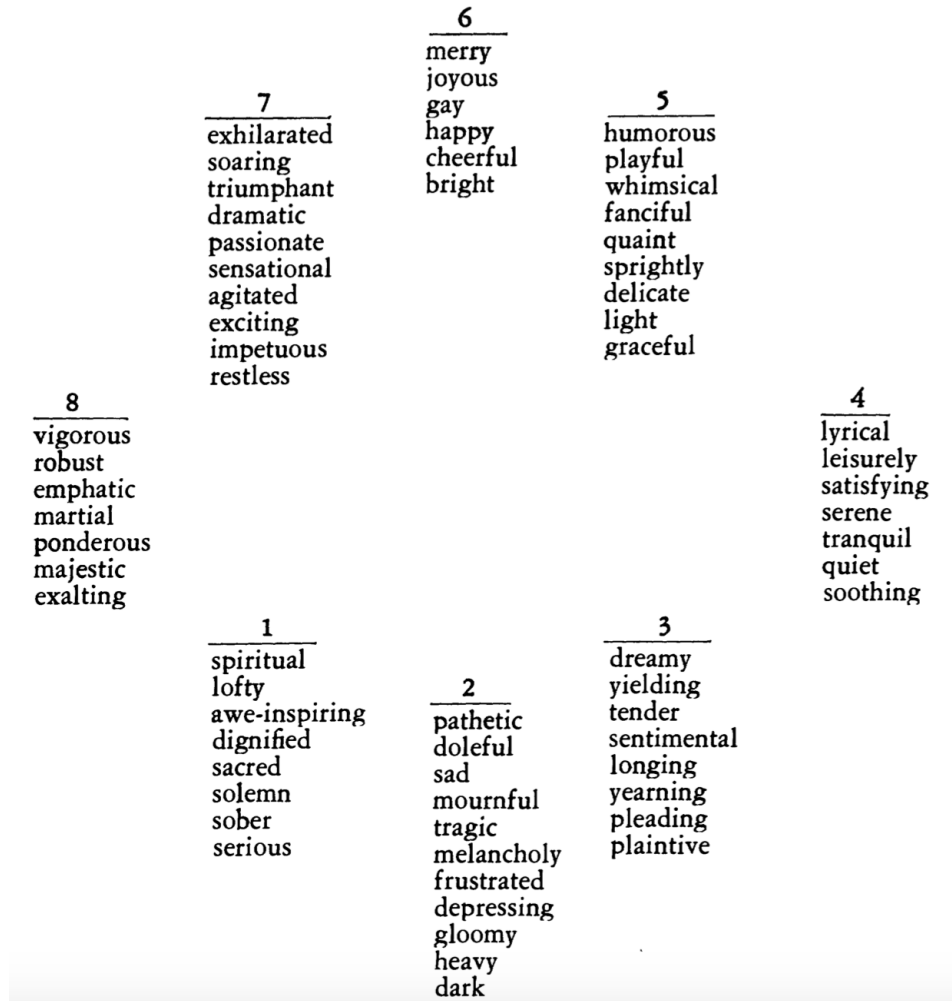 6
merry
joyous
gay
happy
cheerful
bright
7
exhilarated
soaring
triumphant
dramatic
passionate
sensational
agitated
exciting
impetuous
restless
5
humorous
playful
whimsical
fanciful
quaint
sprightly
delicate
light
graceful
8
vigorous
robust
emphatic
martial
ponderous
majestic
exalting
4
lyrical
leisurely
satisfying
serene
tranquil
quiet
soothing
1
spiritual
lofty
awe-inspiring
dignified
sacred
solemn
sober
serious
2
pathetic
doleful
sad
mournful
tragic
melancholy
frustrated
depressing
gloomy
heavy
dark
3
dreamy
yielding
tender
sentimental
longing
yearning
pleading
plaintive